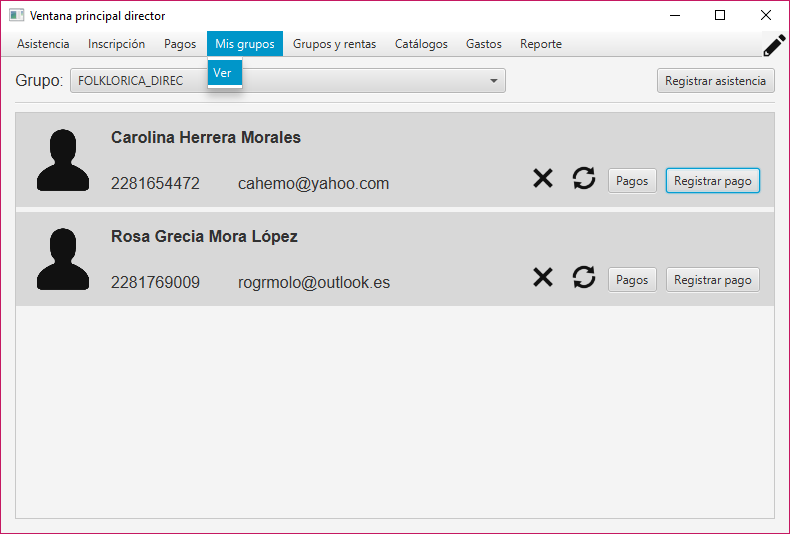 Ventana principal director
Asistencia Inscripción Pagos Mis grupos Grupos y rentas Catálogos Gastos Reporte
Ver
Grupo: FOLKLORICA_DIREC Registrar asistencia
Carolina Herrera Morales
2281654472 cahemo@yahoo.com Pagos Registrar pago
Rosa Grecia Mora López
2281769009 rogrmolo@outlook.es Pagos Registrar pago